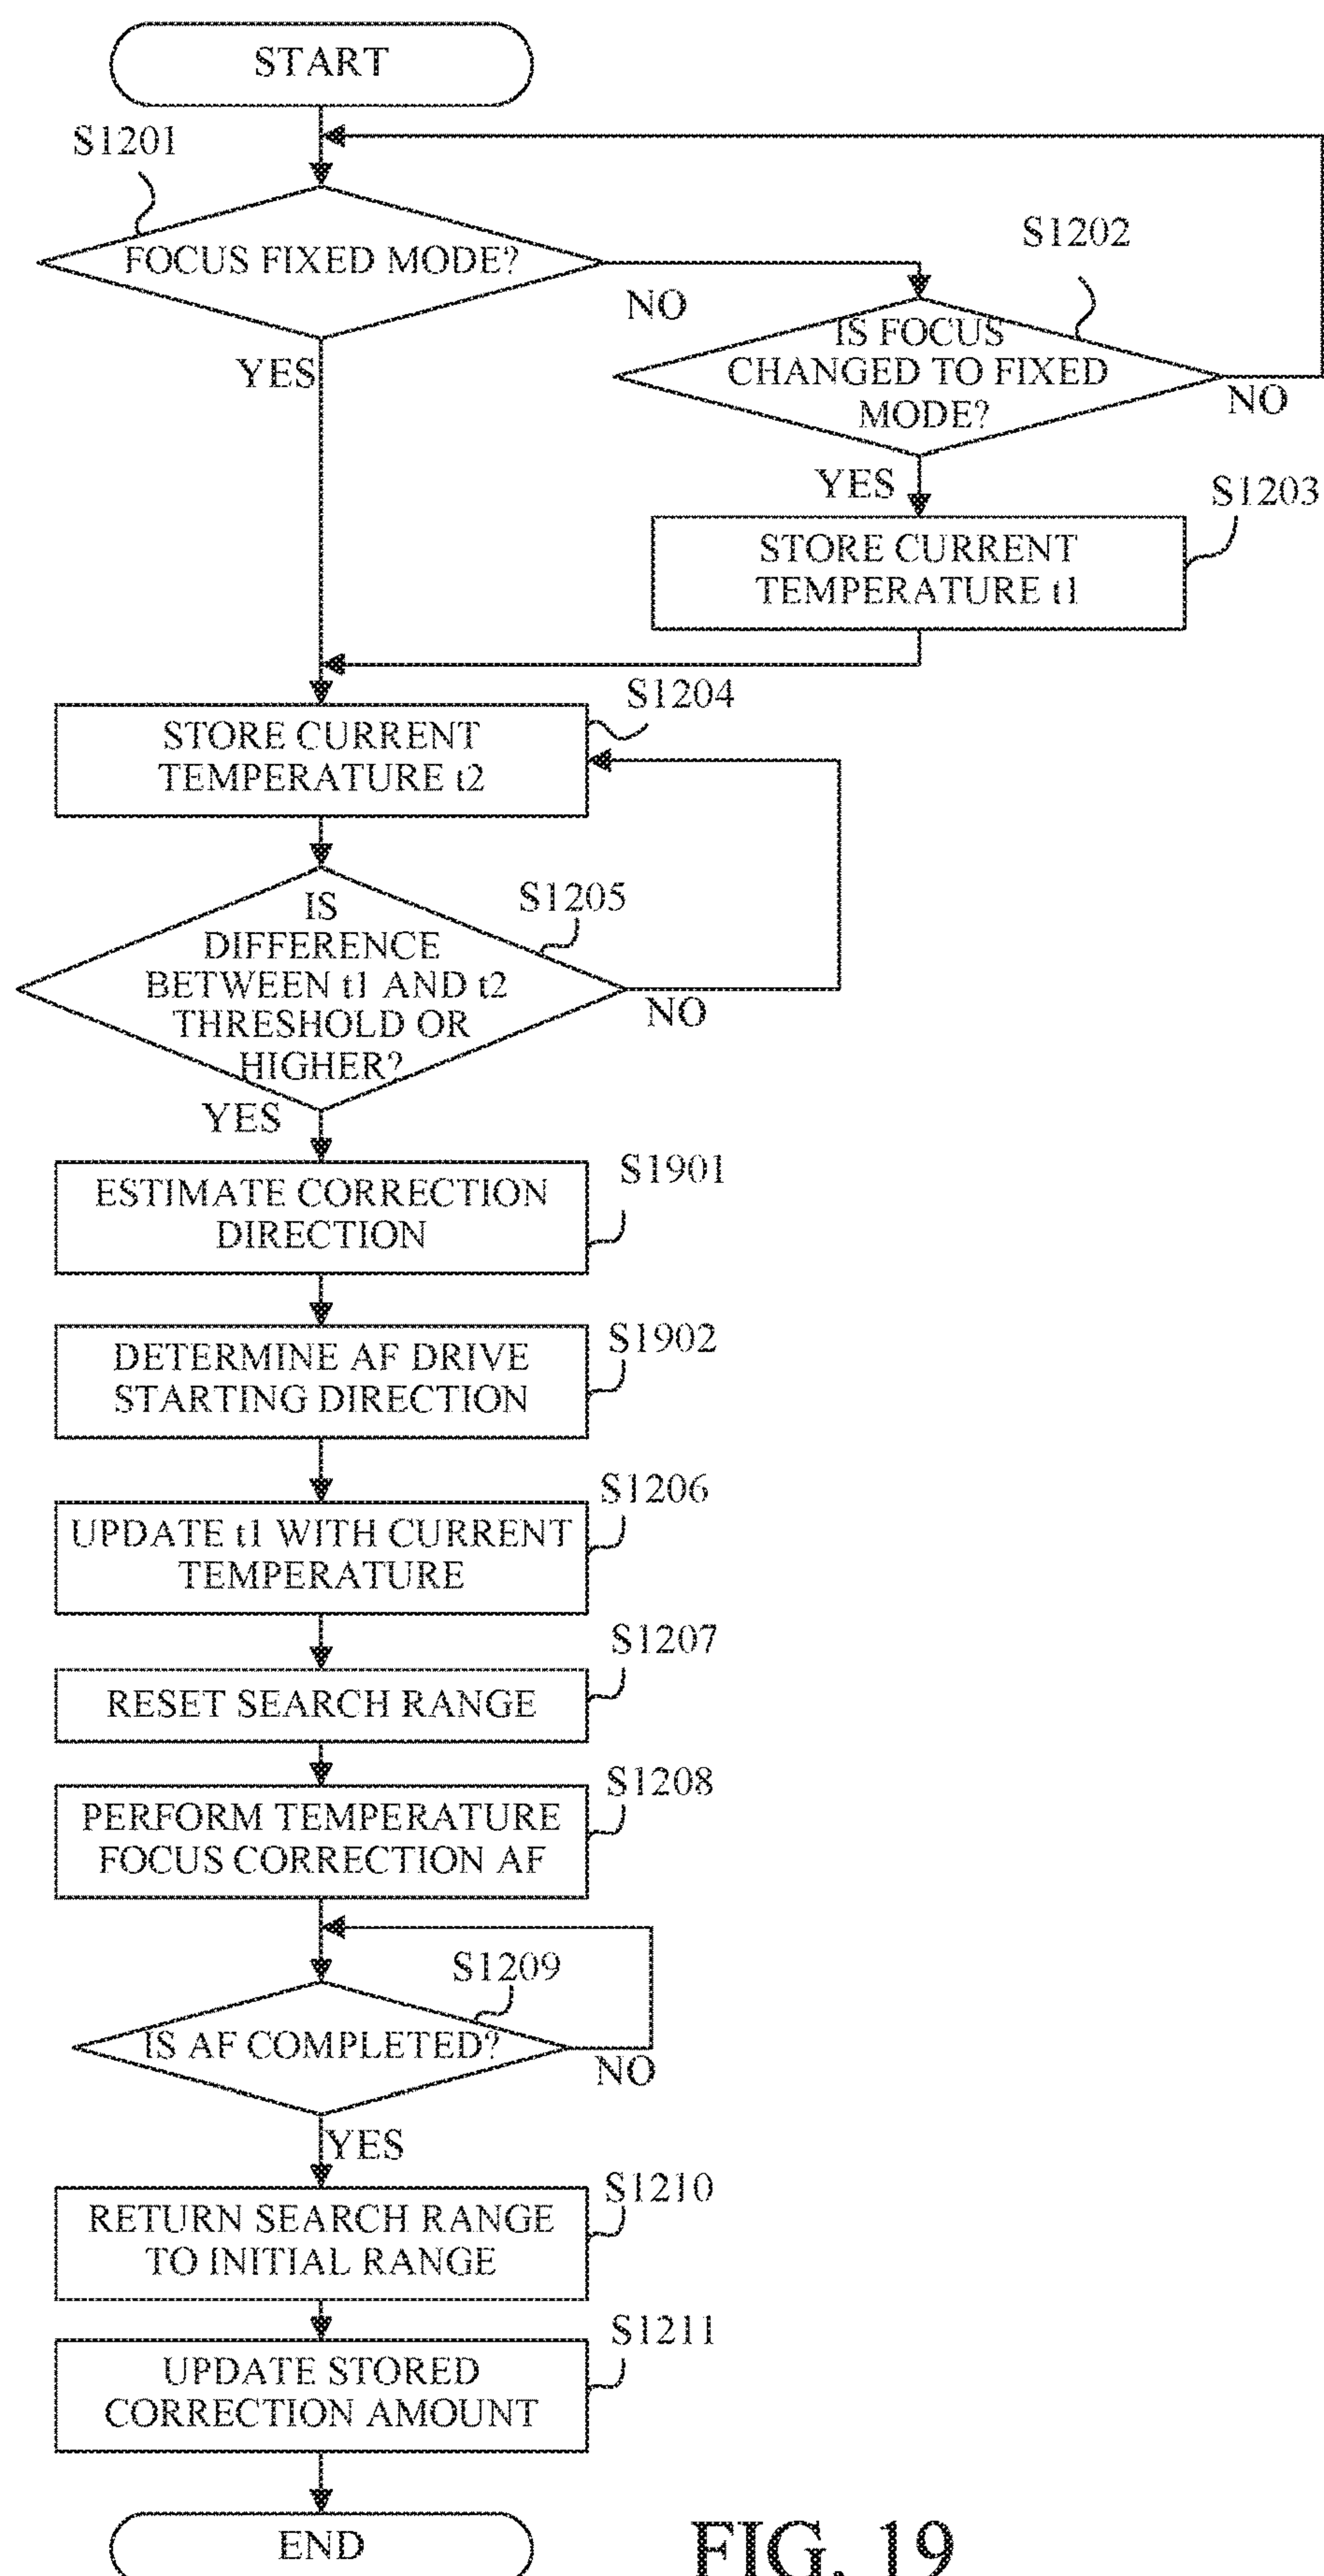 START
S1201
FOCUS FIXED MODE?
NO
YES
S1202
IS FOCUS
CHANGED TO FIXED
MODE?
NO
YES
S1203
STORE CURRENT
TEMPERATURE t1
S1204
STORE CURRENT
TEMPERATURE t2
S1205
IS
DIFFERENCE
BETWEEN t1 AND t2
THRESHOLD OR
HIGHER?
NO
YES
S1901
ESTIMATE CORRECTION
DIRECTION
S1902
DETERMINE AF DRIVE
STARTING DIRECTION
S1206
UPDATE t1 WITH CURRENT
TEMPERATURE
S1207
RESET SEARCH RANGE
S1208
PERFORM TEMPERATURE
FOCUS CORRECTION AF
S1209
IS AF COMPLETED?
NO
YES
S1210
RETURN SEARCH RANGE
TO INITIAL RANGE
S1211
UPDATE STORED
CORRECTION AMOUNT
END
FIG. 19